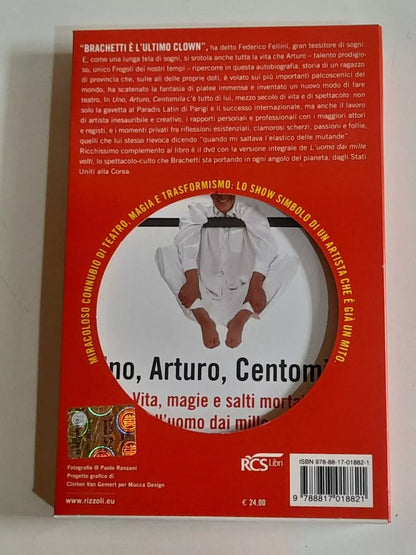 "BRACHETTI È L'ULTIMO CLOWN", ha detto Federico Fellini, gran tessitore di sogni.
E, come una lunga tela di sogni, si srotola anche tutta la vita che Arturo – talento prodigio-
so, unico Fregoli dei nostri tempi – ripercorre in questa autobiografia, storia di un ragazzo
di provincia che, sulle ali delle proprie doti, è volato sui più importanti palcoscenici del
mondo, ha scatenato la fantasia di platee immense e inventato un nuovo modo di fare
teatro. In Uno, Arturo, Centomila c'è tutto di lui, mezzo secolo di vita e di spettacolo: non
solo la gavetta al Paradis Latin di Parigi e il successo internazionale, ma anche il lavoro
di artista inesauribile e creativo, i rapporti personali e professionali con i maggiori attori
e registi, e i momenti privati fra riflessioni esistenziali, clamorosi scherzi, passioni e follie,
quelli che lui stesso rievoca dicendo "quando mi saltava l'elastico delle mutande".
Ricchissimo complemento al libro è il dvd con la versione integrale de L'uomo dai mille
volti, lo spettacolo-culto che Brachetti sta portando in ogni angolo del pianeta, dagli Stati
Uniti alla Corea.
MIRACOLOSO CONNUBIO DI TEATRO, MAGIA E TRASFORMISMO: LO SHOW SIMBOLO DI UN ARTISTA CHE È GIÀ UN MITO.
no, Arturo, Centomi
Vita, magie e salti morta
l'uomo dai mille
Fotografie di Paolo Ranzani
Progetto grafico di
Clinton Van Gemert per Mucca Design
www.rizzoli.eu
RCS Libri
€ 24,00
ISBN 978-88-17-01882-1
9 788817 018821